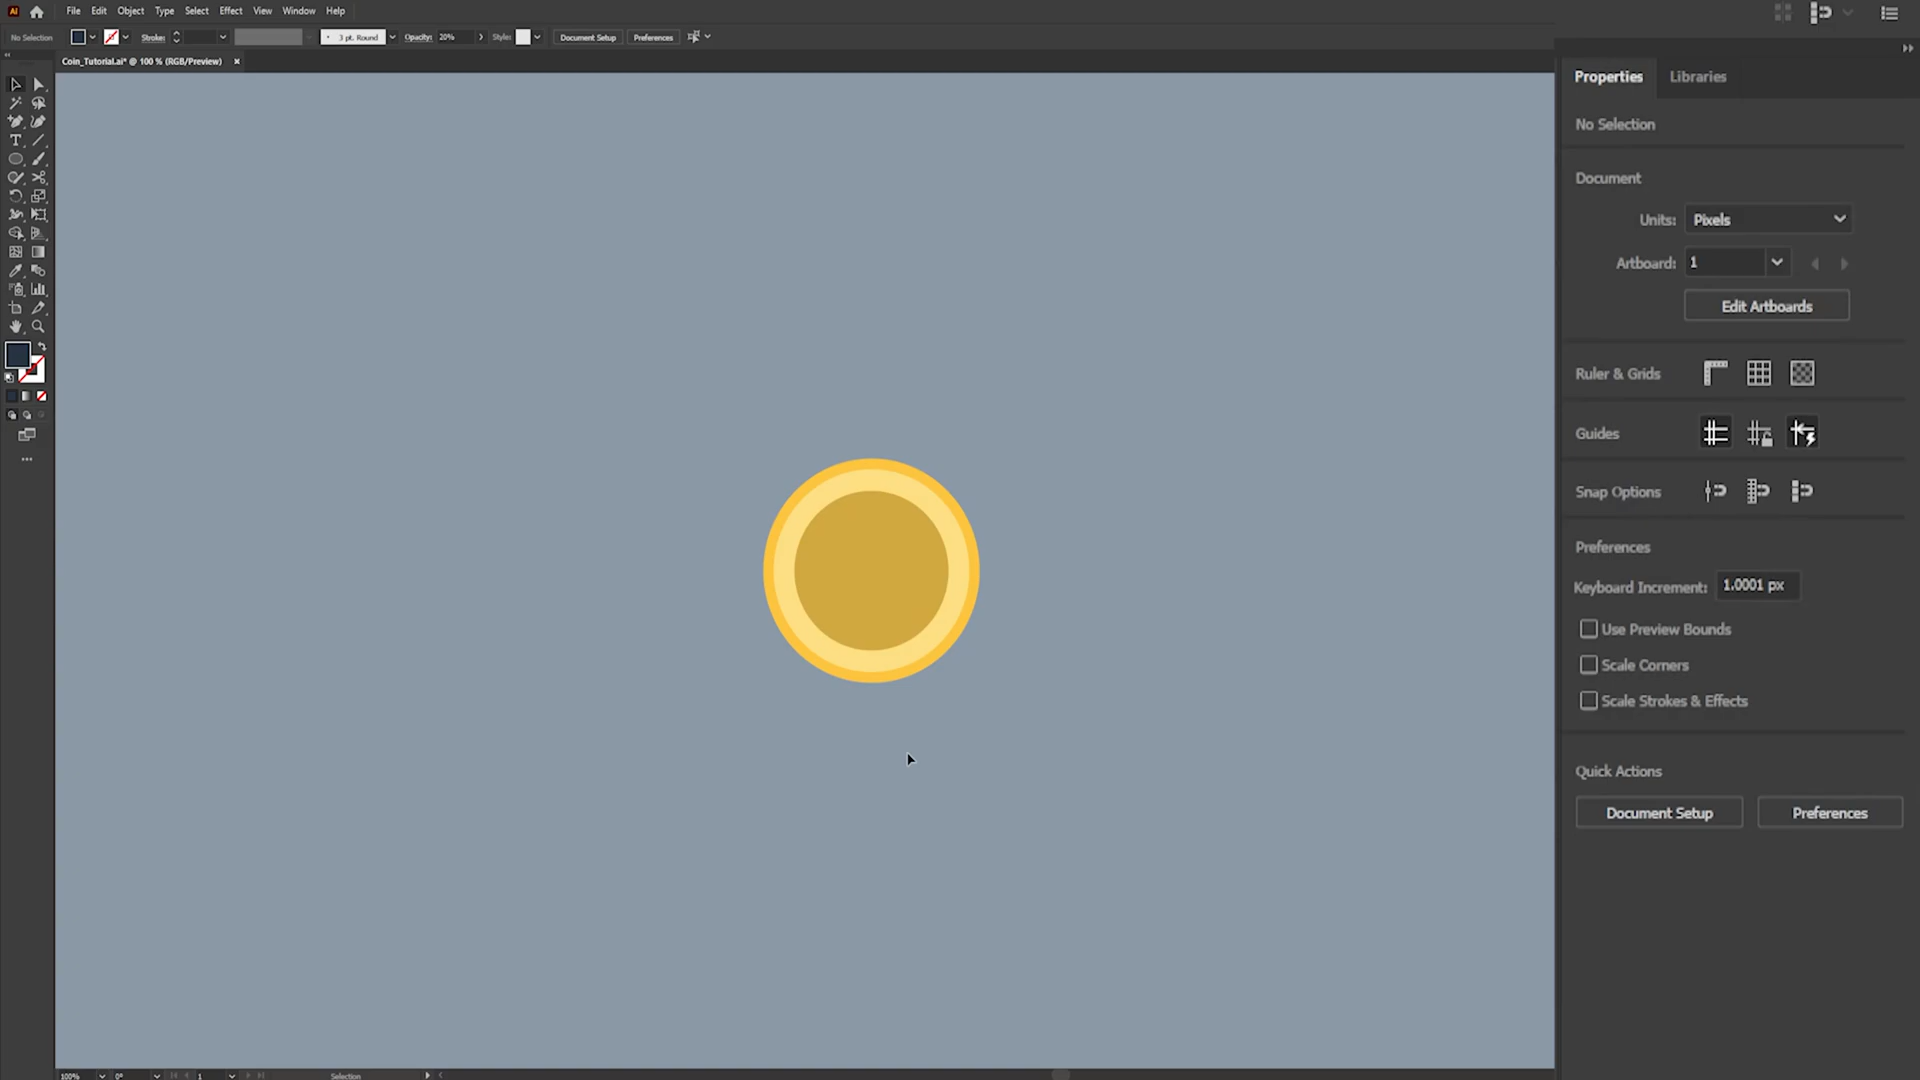 Ai File Edit Object Type Select Effect View Window Help
No Selection Stroke: 3 pt. Round Opacity: 20% Style: Document Setup Preferences
Coin_Tutorial.ai* @ 100 % (RGB/Preview) ×
Properties Libraries
No Selection
Document
Units: Pixels
Artboard: 1
Edit Artboards
Ruler & Grids
Guides
Snap Options
Preferences
Keyboard Increment: 1.0001 px
Use Preview Bounds
Scale Corners
Scale Strokes & Effects
Quick Actions
Document Setup Preferences
100% 0° 1 Selection